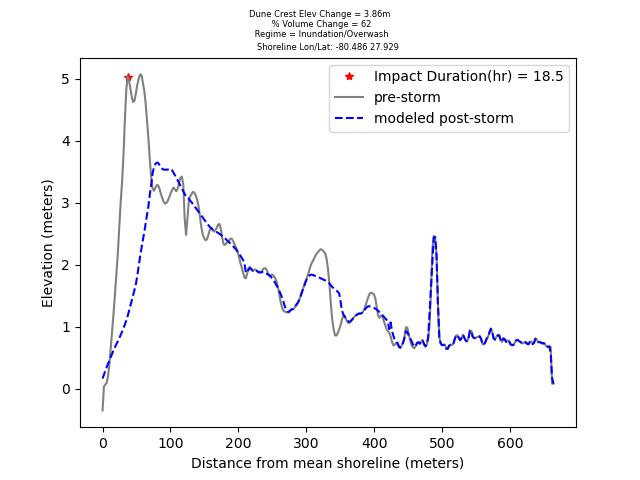 Dune Crest Elev Change = 3.86m
% Volume Change = 62
Regime = Inundation/Overwash
Shoreline Lon/Lat: -80.486 27.929
Impact Duration(hr) = 18.5
pre-storm
modeled post-storm
Elevation (meters)
5
4
3
2
1
0
0 100 200 300 400 500 600
Distance from mean shoreline (meters)